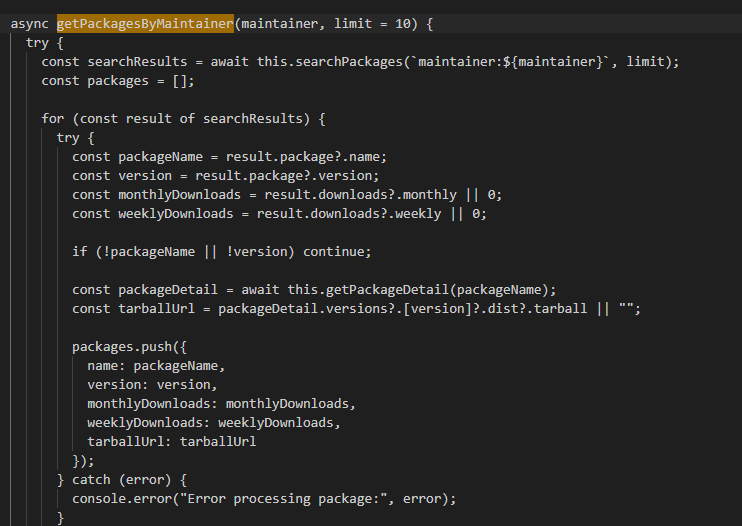 async getPackagesByMaintainer(maintainer, limit = 10) {
try {
const searchResults = await this.searchPackages(`maintainer:${maintainer}`, limit);
const packages = [];
for (const result of searchResults) {
try {
const packageName = result.package?.name;
const version = result.package?.version;
const monthlyDownloads = result.downloads?.monthly || 0;
const weeklyDownloads = result.downloads?.weekly || 0;
if (!packageName || !version) continue;
const packageDetail = await this.getPackageDetail(packageName);
const tarballUrl = packageDetail.versions?.[version]?.dist?.tarball || "";
packages.push({
name: packageName,
version: version,
monthlyDownloads: monthlyDownloads,
weeklyDownloads: weeklyDownloads,
tarballUrl: tarballUrl
});
} catch (error) {
console.error("Error processing package:", error);
}